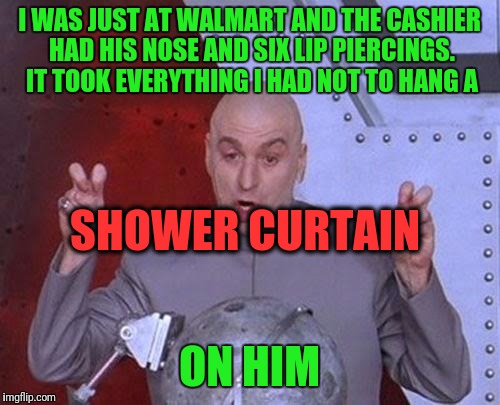 I WAS JUST AT WALMART AND THE CASHIER
HAD HIS NOSE AND SIX LIP PIERCINGS.
IT TOOK EVERYTHING I HAD NOT TO HANG A
SHOWER CURTAIN
ON HIM
imgflip.com